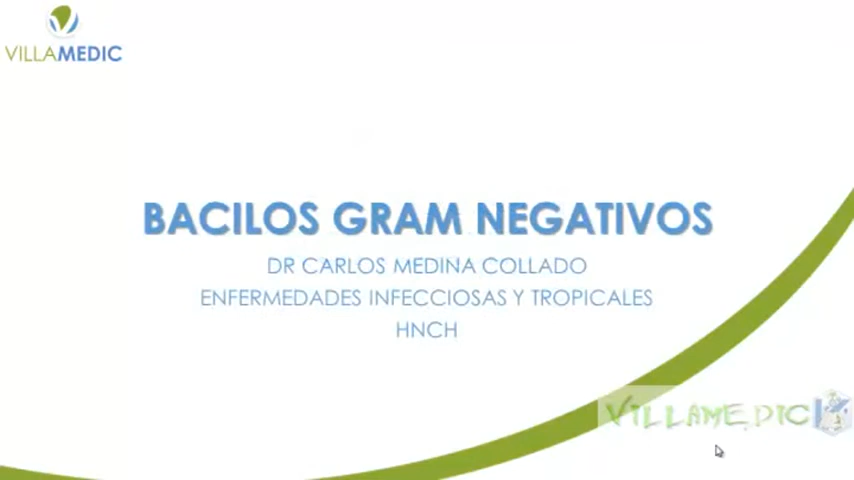 VILLAMEDIC
BACILOS GRAM NEGATIVOS
DR CARLOS MEDINA COLLADO
ENFERMEDADES INFECCIOSAS Y TROPICALES
HNCH
VILLAMEDIC